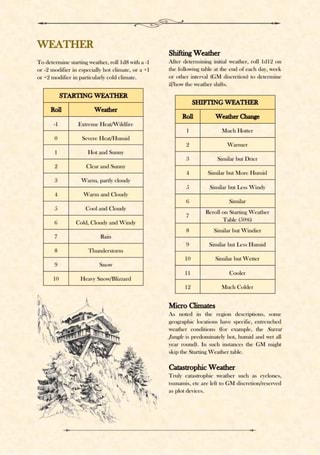 WEATHER
To determine starting weather, roll 1d8 with a -1
or -2 modifier in especially hot climate, or a +1
or +2 modifier in particularly cold climate.
STARTING WEATHER
Roll Weather
-1 Extreme Heat/Wildfire
0 Severe Heat/Humid
1 Hot and Sunny
2 Clear and Sunny
3 Warm, partly cloudy
4 Warm and Cloudy
5 Cool and Cloudy
6 Cold, Cloudy and Windy
7 Rain
8 Thunderstorm
9 Snow
10 Heavy Snow/Blizzard
Shifting Weather
After determining initial weather, roll 1d12 on
the following table at the end of each day, week
or other interval (GM discretion) to determine
if/how the weather shifts.
SHIFTING WEATHER
Roll Weather Change
1 Much Hotter
2 Warmer
3 Similar but Drier
4 Similar but More Humid
5 Similar but Less Windy
6 Similar
7 Reroll on Starting Weather
Table (50%)
8 Similar but Windier
9 Similar but Less Humid
10 Similar but Wetter
11 Cooler
12 Much Colder
Micro Climates
As noted in the region descriptions, some
geographic locations have specific, entrenched
weather conditions (for example, the
Jungle is predominately hot, humid and wet all
year round). In such instances the GM might
skip the Starting Weather table.
Catastrophic Weather
Truly catastrophic weather such as cyclones,
tsunamis, etc are left to GM discretion/reserved
as plot devices.